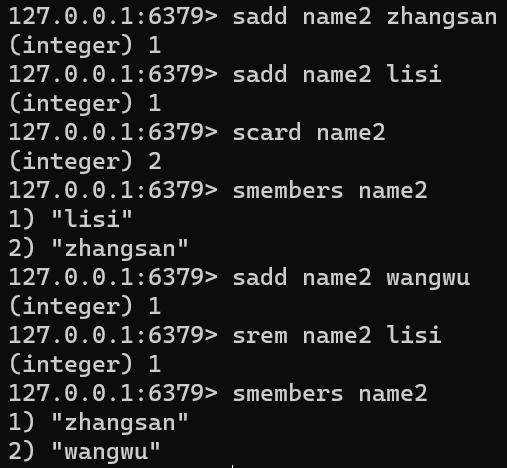 127.0.0.1:6379> sadd name2 zhangsan
(integer) 1
127.0.0.1:6379> sadd name2 lisi
(integer) 1
127.0.0.1:6379> scard name2
(integer) 2
127.0.0.1:6379> smembers name2
1) "lisi"
2) "zhangsan"
127.0.0.1:6379> sadd name2 wangwu
(integer) 1
127.0.0.1:6379> srem name2 lisi
(integer) 1
127.0.0.1:6379> smembers name2
1) "zhangsan"
2) "wangwu"